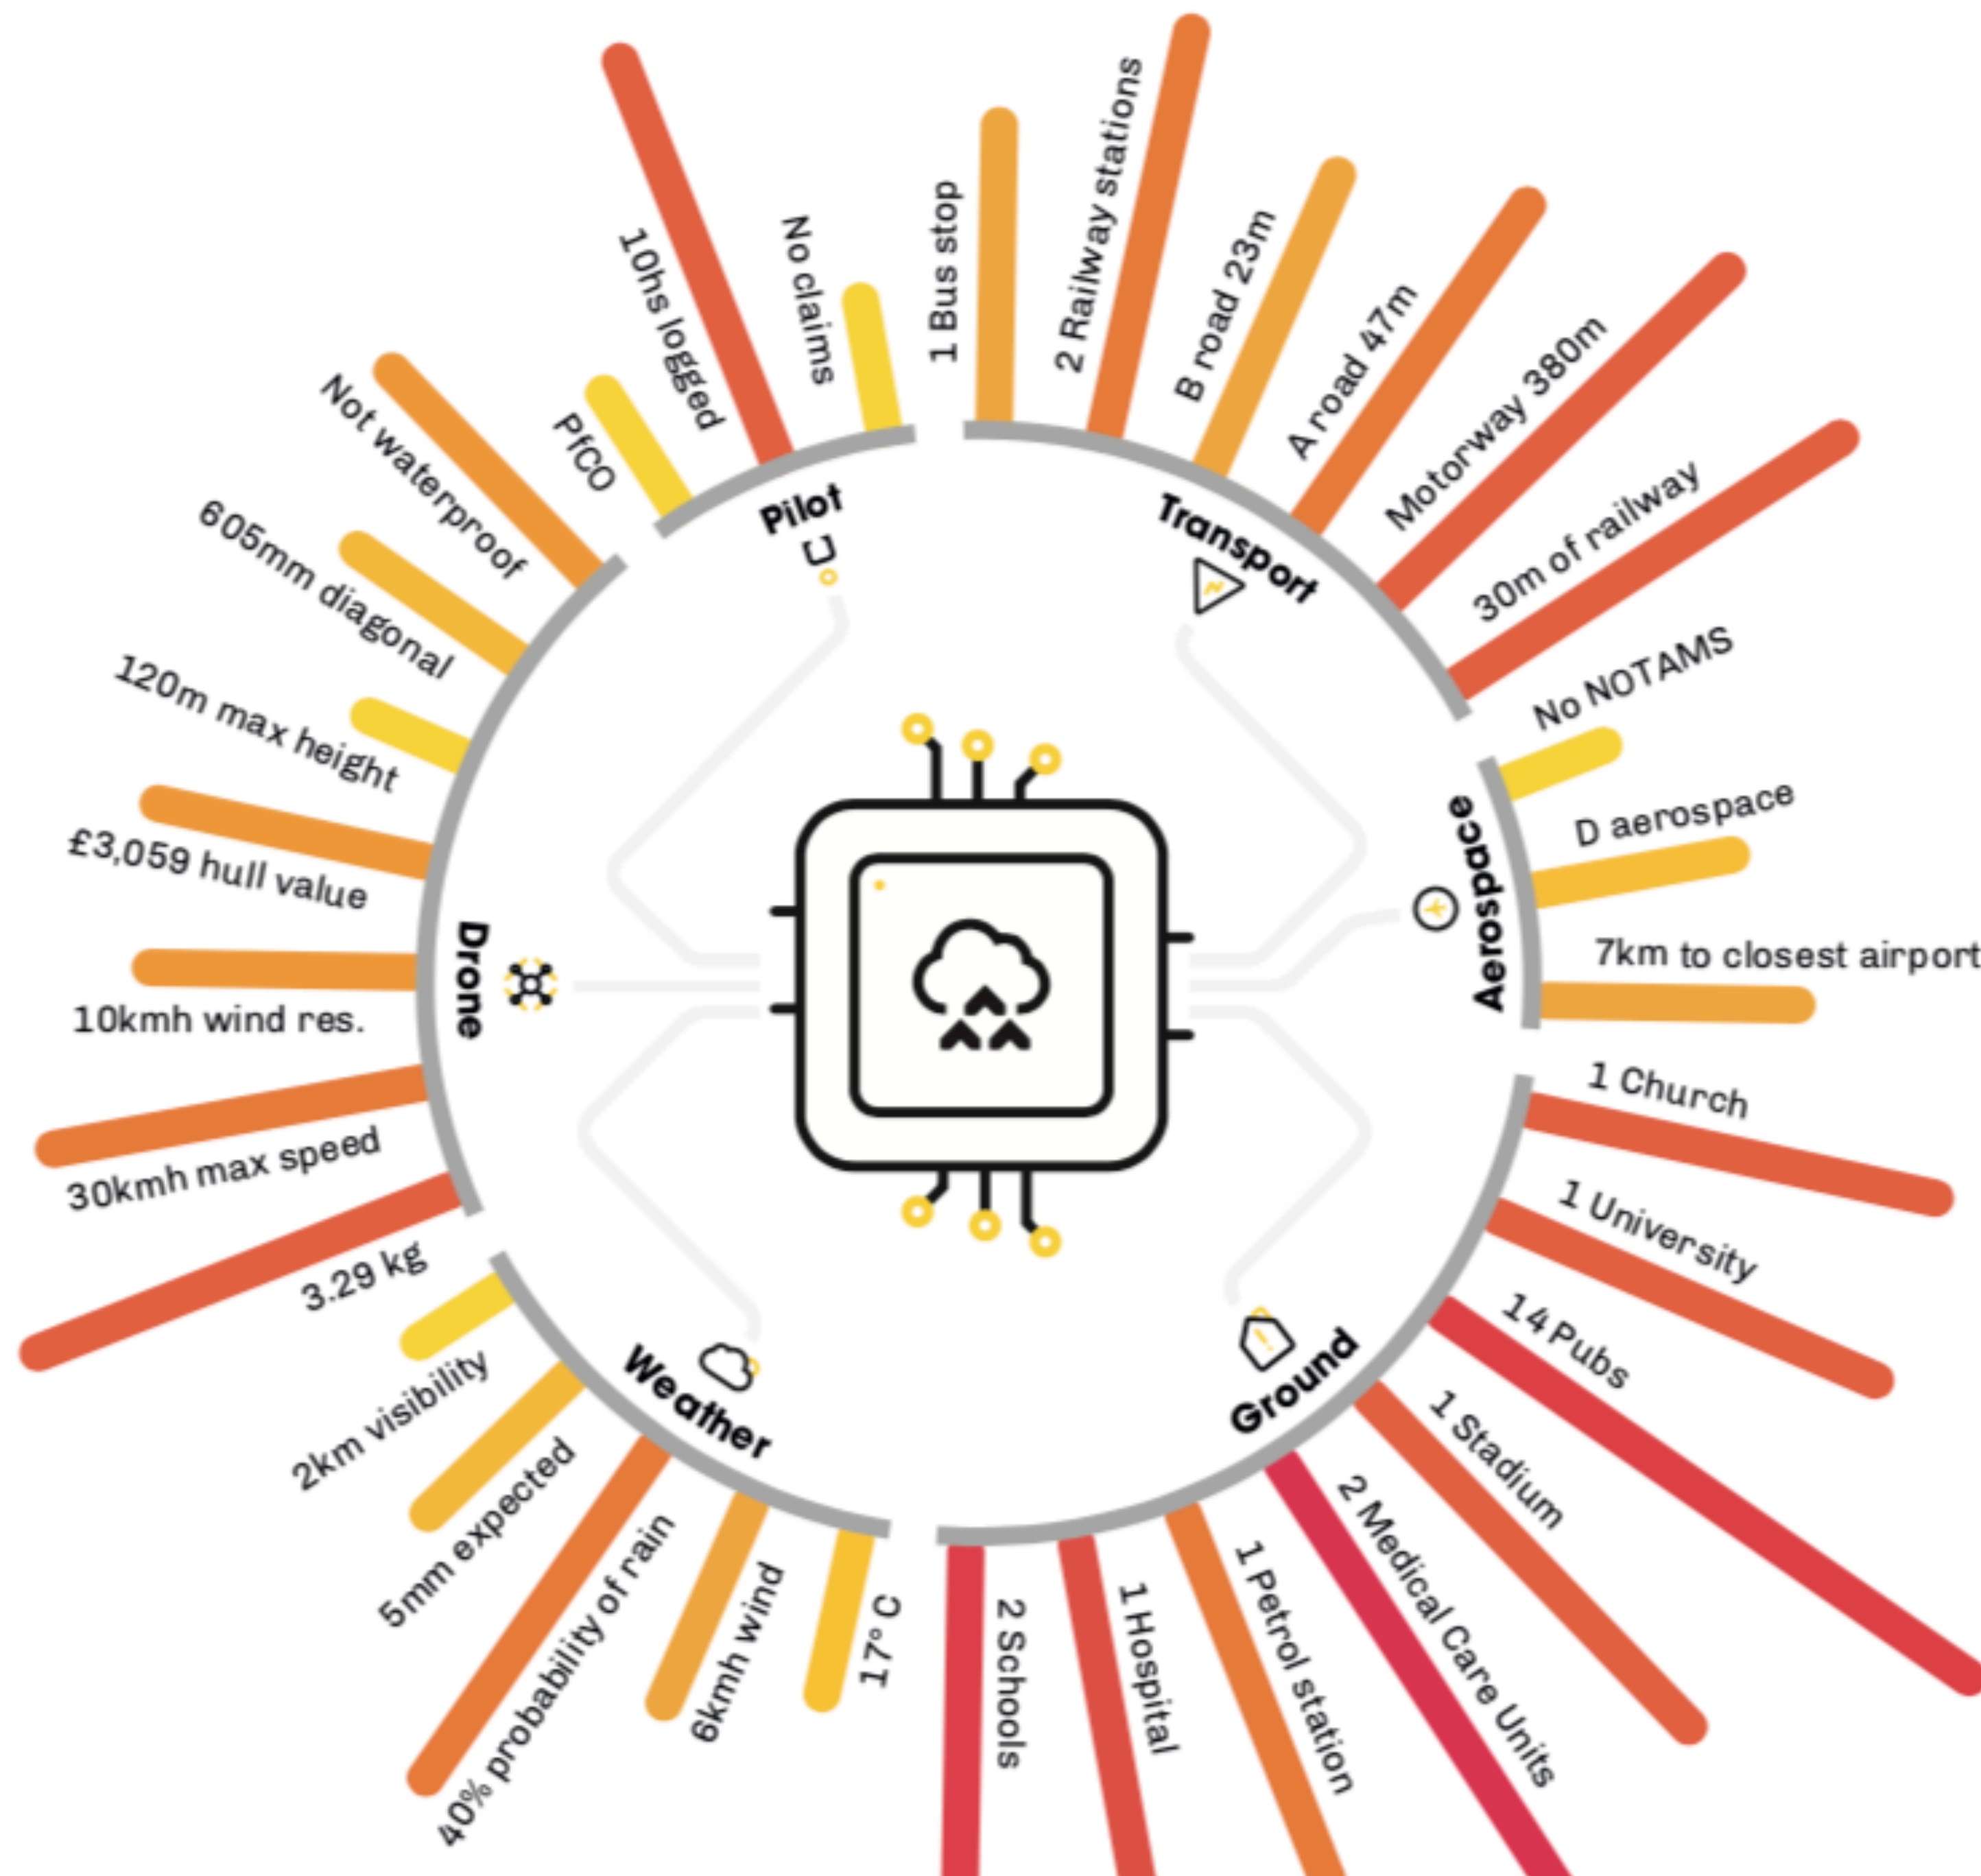 Pilot
PfCO
10hs logged
No claims
Transport
1 Bus stop
2 Railway stations
B road 23m
A road 47m
Motorway 380m
30m of railway
Aerospace
No NOTAMS
D aerospace
7km to closest airport
Ground
1 Church
1 University
14 Pubs
1 Stadium
2 Medical Care Units
1 Petrol station
1 Hospital
2 Schools
Weather
17° C
6kmh wind
40% probability of rain
5mm expected
2km visibility
Drone
3.29 kg
30kmh max speed
10kmh wind res.
£3,059 hull value
120m max height
605mm diagonal
Not waterproof